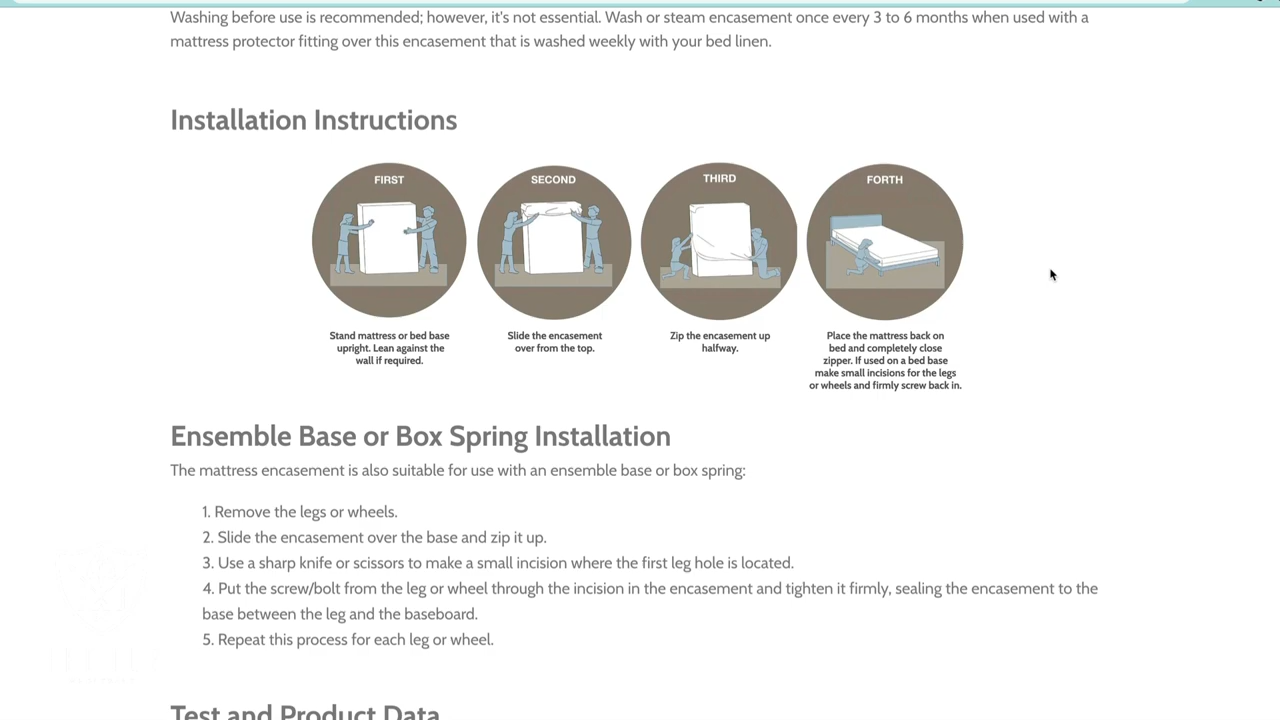 Washing before use is recommended; however, it's not essential. Wash or steam encasement once every 3 to 6 months when used with a
mattress protector fitting over this encasement that is washed weekly with your bed linen.
Installation Instructions
FIRST
SECOND
THIRD
FORTH
Stand mattress or bed base
upright. Lean against the
wall if required.
Slide the encasement
over from the top.
Zip the encasement up
halfway.
Place the mattress back on
bed and completely close
zipper. If used on a bed base
make small incisions for the legs
or wheels and firmly screw back in.
Ensemble Base or Box Spring Installation
The mattress encasement is also suitable for use with an ensemble base or box spring:
1. Remove the legs or wheels.
2. Slide the encasement over the base and zip it up.
3. Use a sharp knife or scissors to make a small incision where the first leg hole is located.
4. Put the screw/bolt from the leg or wheel through the incision in the encasement and tighten it firmly, sealing the encasement to the
base between the leg and the baseboard.
5. Repeat this process for each leg or wheel.
Test and Product Data